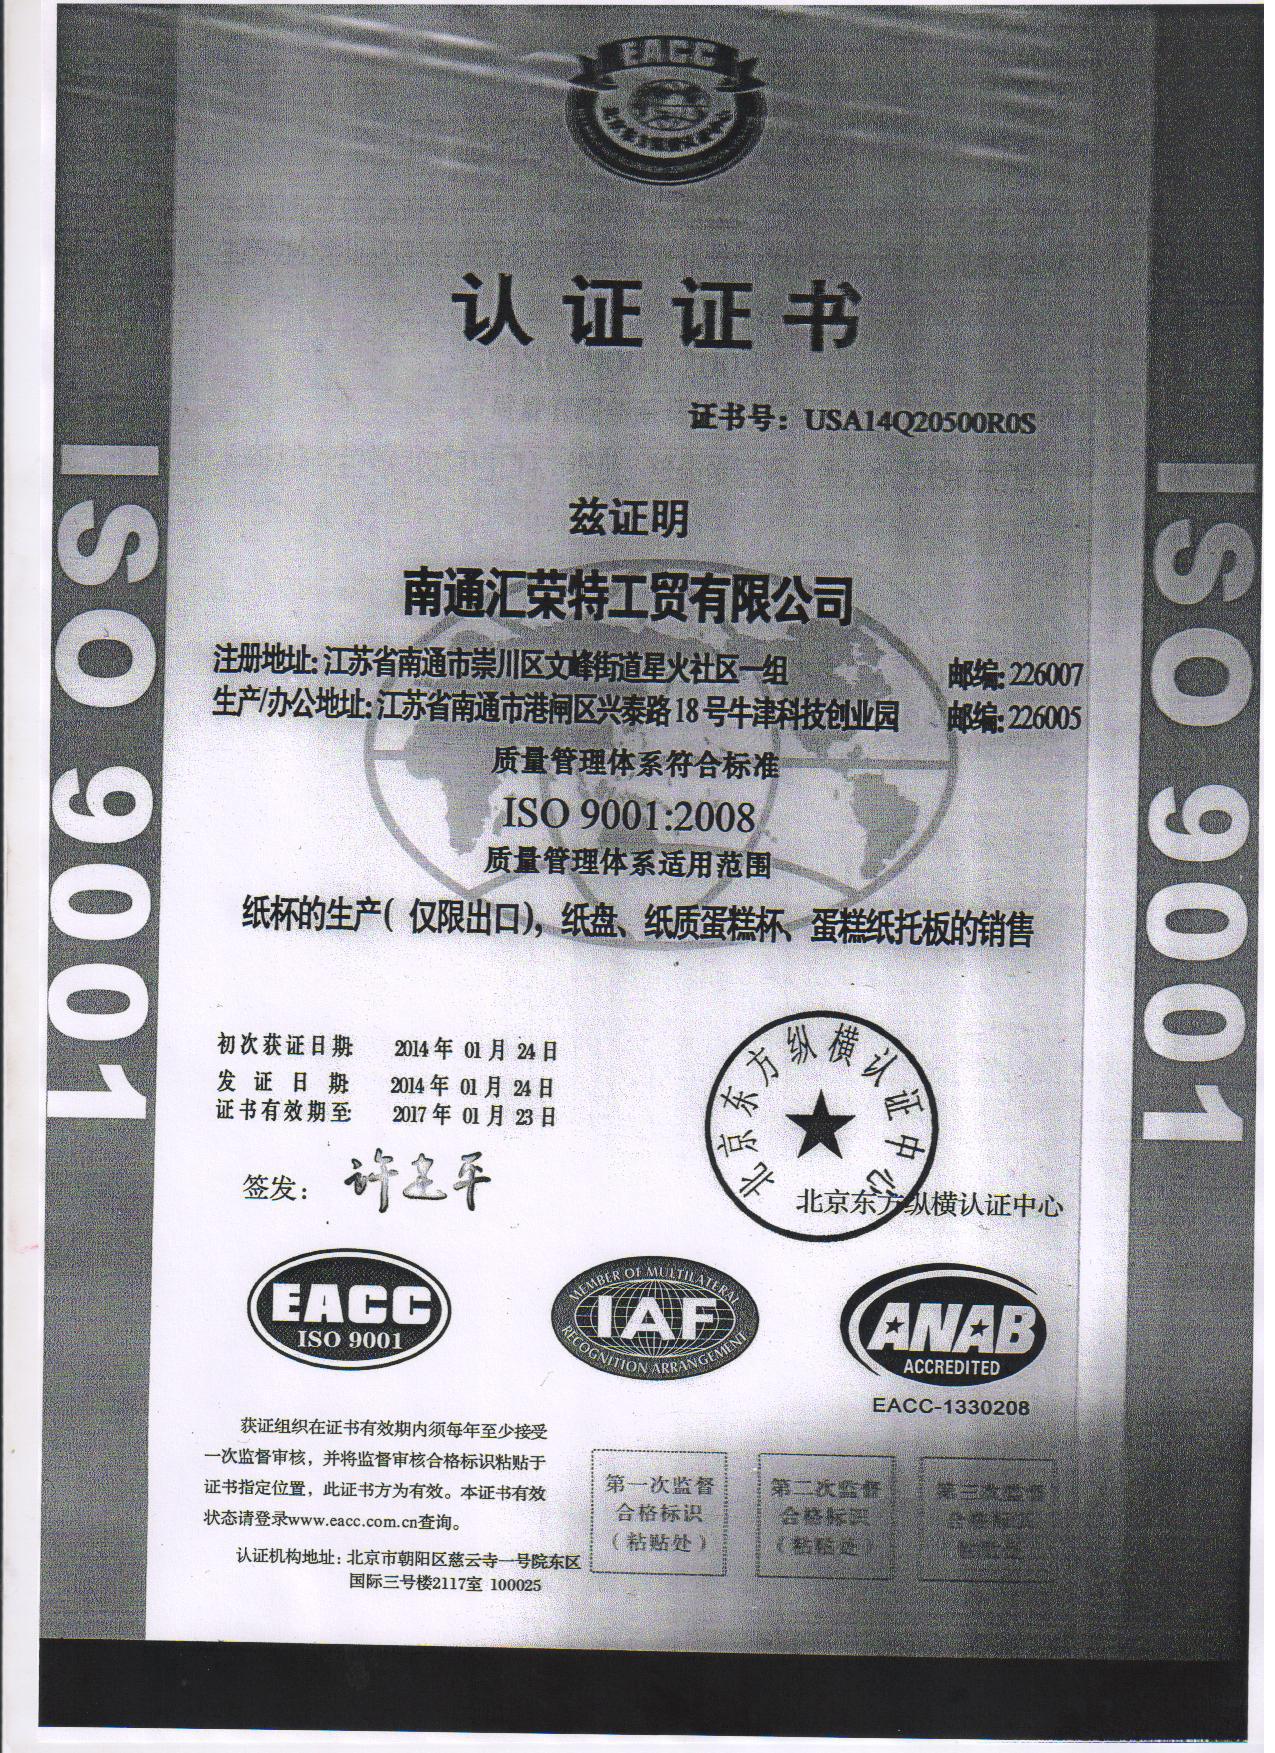 EACC
认证证书
证书号：USA14Q20500R0S
兹证明
南通汇荣特工贸有限公司
注册地址：江苏省南通市崇川区文峰街道星火社区一组 邮编：226007
生产/办公地址：江苏省南通市港闸区兴泰路18号牛津科技创业园 邮编：226005
质量管理体系符合标准
ISO 9001:2008
质量管理体系适用范围
纸杯的生产(仅限出口)，纸盘、纸质蛋糕杯、蛋糕纸托板的销售
初次获证日期: 2014年 01月 24日
发证日期: 2014年 01月 24日
证书有效期至: 2017年 01月 23日
签发：许建平
北京东方纵横认证中心
北京东方纵横认证中心
EACC
ISO 9001
MEMBER OF MULTILATERAL
IAF
RECOGNITION ARRANGEMENT
ANAB
ACCREDITED
EACC-1330208
获证组织在证书有效期内须每年至少接受
一次监督审核，并将监督审核合格标识粘贴于
证书指定位置，此证书方为有效。本证书有效
状态请登录www.eacc.com.cn查询。
认证机构地址：北京市朝阳区慈云寺一号院东区
国际三号楼2117室 100025
第一次监督
合格标识
（粘贴处）
第二次监督
合格标识
（粘贴处）
第三次监督
合格标识
ISO 9001
ISO 9001